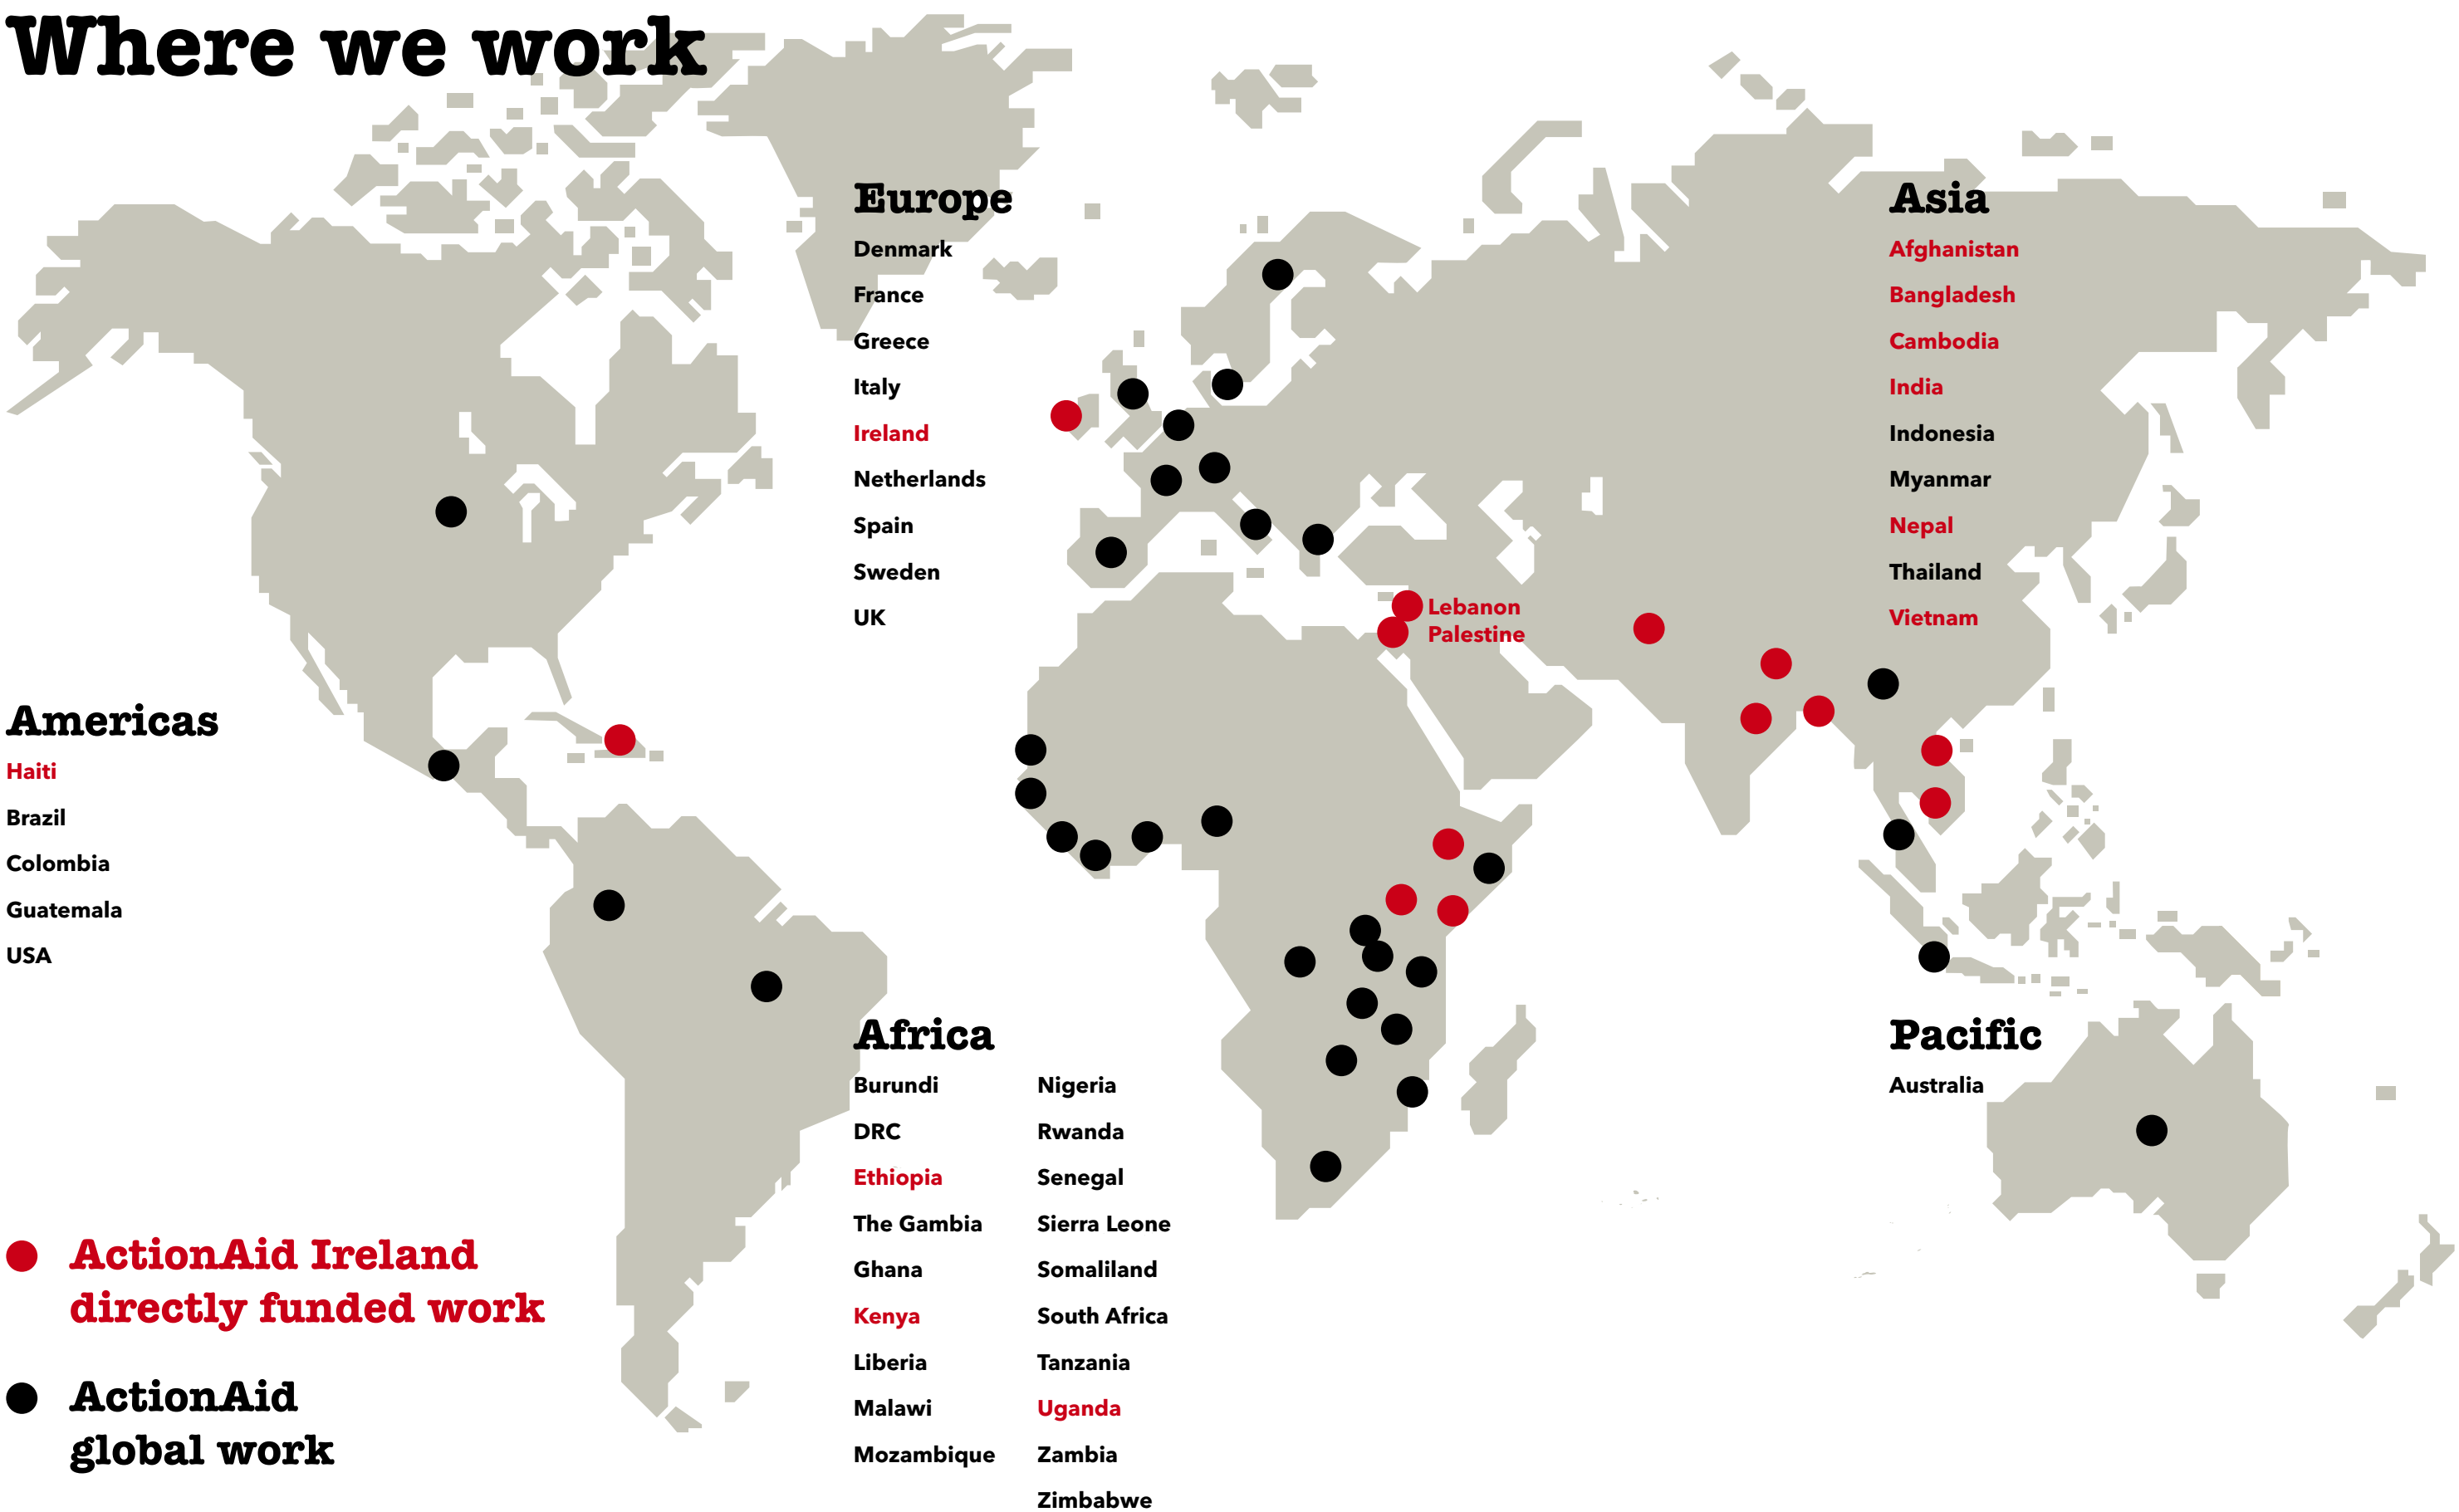 Where we work
Europe
Denmark
France
Greece
Italy
Ireland
Netherlands
Spain
Sweden
UK
Asia
Afghanistan
Bangladesh
Cambodia
India
Indonesia
Myanmar
Nepal
Thailand
Vietnam
Lebanon
Palestine
Americas
Haiti
Brazil
Colombia
Guatemala
USA
Africa
Burundi
DRC
Ethiopia
The Gambia
Ghana
Kenya
Liberia
Malawi
Mozambique
Nigeria
Rwanda
Senegal
Sierra Leone
Somaliland
South Africa
Tanzania
Uganda
Zambia
Zimbabwe
Pacific
Australia
ActionAid Ireland
directly funded work
ActionAid
global work